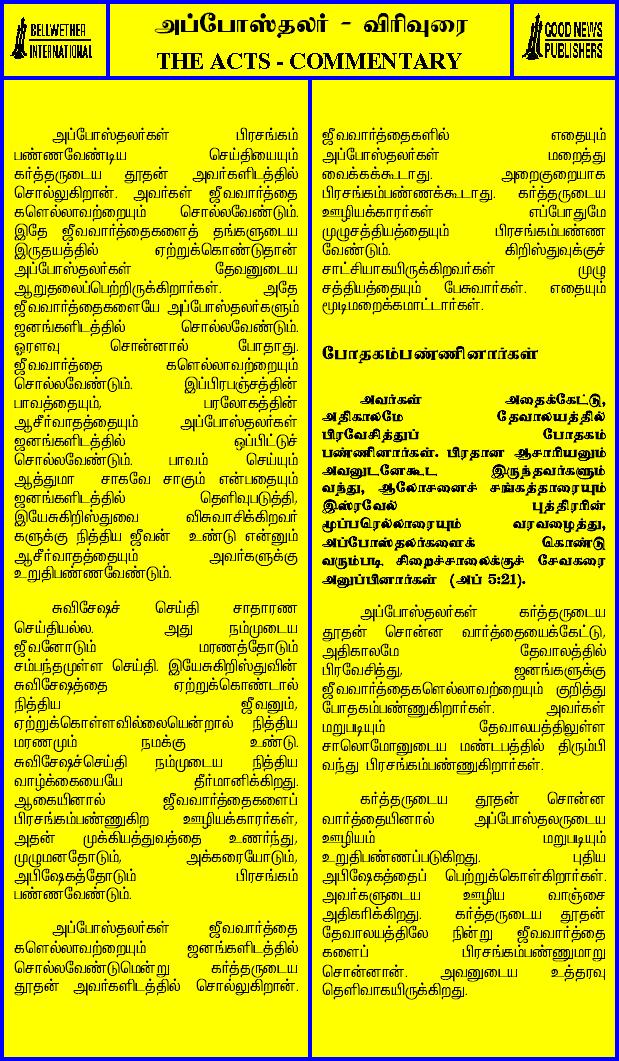 BELLWETHER
INTERNATIONAL
அப்போஸ்தலர் - விரிவுரை
THE ACTS - COMMENTARY
GOOD NEWS
PUBLISHERS
அப்போஸ்தலர்கள் பிரசங்கம்
பண்ணவேண்டிய செய்தியையும்
கர்த்தருடைய தூதன் அவர்களிடத்தில்
சொல்லுகிறான். அவர்கள் ஜீவவார்த்தை
களெல்லாவற்றையும் சொல்லவேண்டும்.
இதே ஜீவவார்த்தைகளைத் தங்களுடைய
இருதயத்தில் ஏற்றுக்கொண்டுதான்
அப்போஸ்தலர்கள் தேவனுடைய
ஆறுதலைப்பெற்றிருக்கிறார்கள். அதே
ஜீவவார்த்தைகளையே அப்போஸ்தலர்களும்
ஜனங்களிடத்தில் சொல்லவேண்டும்.
ஓரளவு சொன்னால் போதாது.
ஜீவவார்த்தை களெல்லாவற்றையும்
சொல்லவேண்டும். இப்பிரபஞ்சத்தின்
பாவத்தையும், பரலோகத்தின்
ஆசீர்வாதத்தையும் அப்போஸ்தலர்கள்
ஜனங்களிடத்தில் ஒப்பிட்டுச்
சொல்லவேண்டும். பாவம் செய்யும்
ஆத்துமா சாகவே சாகும் என்பதையும்
ஜனங்களிடத்தில் தெளிவுபடுத்தி,
இயேசுகிறிஸ்துவை விசுவாசிக்கிறவர்
களுக்கு நித்திய ஜீவன் உண்டு என்னும்
ஆசீர்வாதத்தையும் அவர்களுக்கு
உறுதிபண்ணவேண்டும்.
சுவிசேஷச் செய்தி சாதாரண
செய்தியல்ல. அது நம்முடைய
ஜீவனோடும் மரணத்தோடும்
சம்பந்தமுள்ள செய்தி. இயேசுகிறிஸ்துவின்
சுவிசேஷத்தை ஏற்றுக்கொண்டால்
நித்திய ஜீவனும்,
ஏற்றுக்கொள்ளவில்லையென்றால் நித்திய
மரணமும் நமக்கு உண்டு.
சுவிசேஷச்செய்தி நம்முடைய நித்திய
வாழ்க்கையையே தீர்மானிக்கிறது.
ஆகையினால் ஜீவவார்த்தைகளைப்
பிரசங்கம்பண்ணுகிற ஊழியக்காரர்கள்,
அதன் முக்கியத்துவத்தை உணர்ந்து,
முழுமனதோடும், அக்கரையோடும்,
அபிஷேகத்தோடும் பிரசங்கம்
பண்ணவேண்டும்.
அப்போஸ்தலர்கள் ஜீவவார்த்தை
களெல்லாவற்றையும் ஜனங்களிடத்தில்
சொல்லவேண்டுமென்று கர்த்தருடைய
தூதன் அவர்களிடத்தில் சொல்லுகிறான்.
ஜீவவார்த்தைகளில் எதையும்
அப்போஸ்தலர்கள் மறைத்து
வைக்கக்கூடாது. அறைகுறையாக
பிரசங்கம்பண்ணக்கூடாது. கர்த்தருடைய
ஊழியக்காரர்கள் எப்போதுமே
முழுசத்தியத்தையும் பிரசங்கம்பண்ண
வேண்டும். கிறிஸ்துவுக்குச்
சாட்சியாகயிருக்கிறவர்கள் முழு
சத்தியத்தையும் பேசுவார்கள். எதையும்
மூடிமறைக்கமாட்டார்கள்.
போதகம்பண்ணினார்கள்
அவர்கள் அதைக்கேட்டு,
அதிகாலமே தேவாலயத்தில்
பிரவேசித்துப் போதகம்
பண்ணினார்கள். பிரதான ஆசாரியனும்
அவனுடனேகூட இருந்தவர்களும்
வந்து, ஆலோசனைச் சங்கத்தாரையும்
இஸ்ரவேல் புத்திரரின்
மூப்பரெல்லாரையும் வரவழைத்து,
அப்போஸ்தலர்களைக் கொண்டு
வரும்படி சிறைச்சாலைக்குச் சேவகரை
அனுப்பினார்கள் (அப் 5:21).
அப்போஸ்தலர்கள் கர்த்தருடைய
தூதன் சொன்ன வார்த்தையைக்கேட்டு,
அதிகாலமே தேவாலத்தில்
பிரவேசித்து, ஜனங்களுக்கு
ஜீவவார்த்தைகளெல்லாவற்றையும் குறித்து
போதகம்பண்ணுகிறார்கள். அவர்கள்
மறுபடியும் தேவாலயத்திலுள்ள
சாலொமோனுடைய மண்டபத்தில் திரும்பி
வந்து பிரசங்கம்பண்ணுகிறார்கள்.
கர்த்தருடைய தூதன் சொன்ன
வார்த்தையினால் அப்போஸ்தலருடைய
ஊழியம் மறுபடியும்
உறுதிபண்ணப்படுகிறது. புதிய
அபிஷேகத்தைப் பெற்றுக்கொள்கிறார்கள்.
அவர்களுடைய ஊழிய வாஞ்சை
அதிகரிக்கிறது. கர்த்தருடைய தூதன்
தேவாலயத்திலே நின்று ஜீவவார்த்தை
களைப் பிரசங்கம்பண்ணுமாறு
சொன்னான். அவனுடைய உத்தரவு
தெளிவாகயிருக்கிறது.